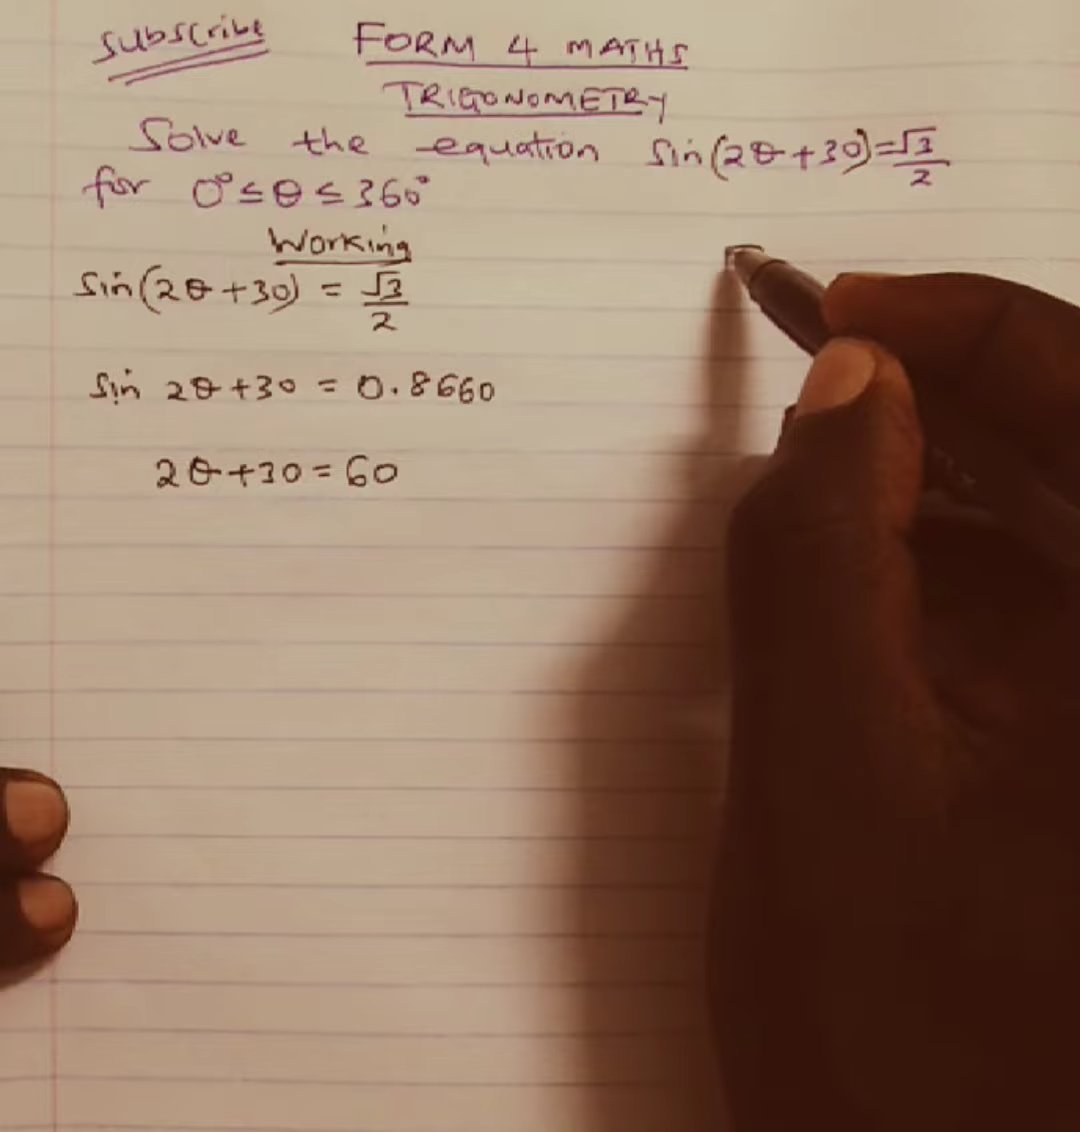 Subscribe FORM 4 MATHS
TRIGONOMETRY
Solve the equation Sin(2θ+30)=√3/2
for 0°≤θ≤360°
Working
Sin(2θ+30) = √3/2
Sin 2θ+30 = 0.8660
2θ+30=60